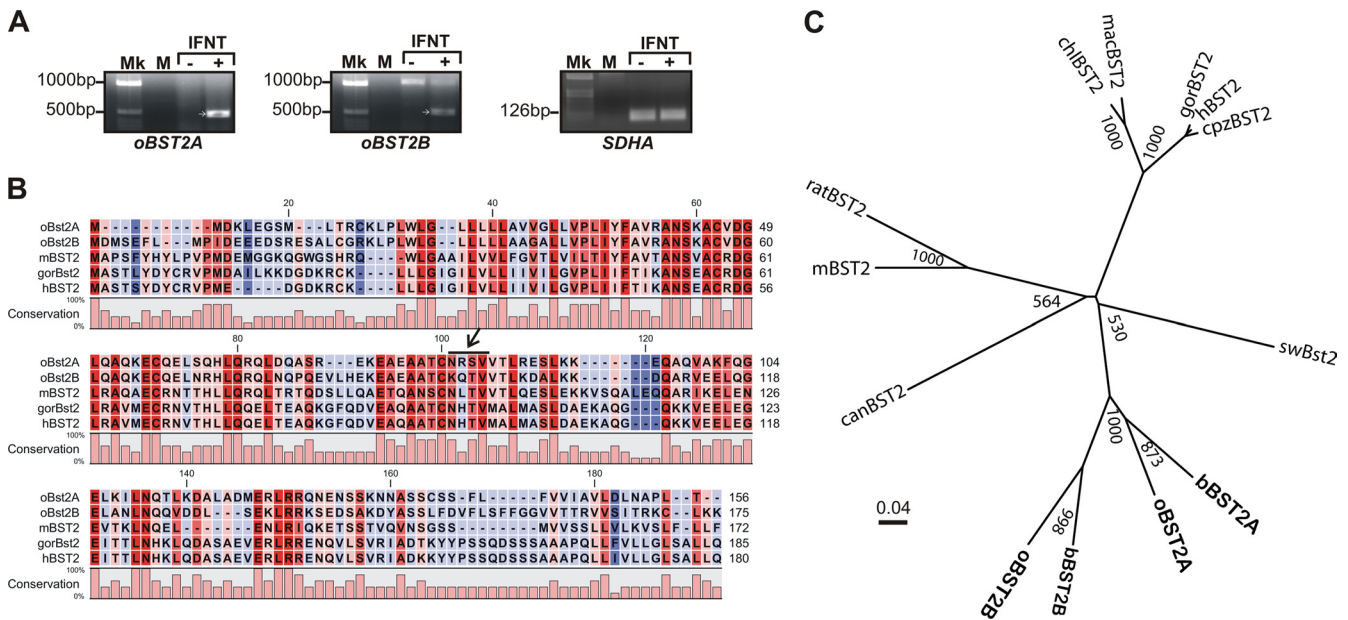 A
IFNT
IFNT
IFNT
Mk M - +
Mk M - +
Mk M - +
1000bp
500bp
1000bp
500bp
126bp
oBST2A
oBST2B
SDHA
B
20 40 60
oBst2A M-----------MDKLEGSM---LTRCKLPLWLG--LLLLLAVVGLLVPLIYFAVRANSKACVDG 49
oBst2B MDMSEFL---MPIDEEEDSRESALCGRKLPLWLG--LLLLLAAGALLVPLIYFAVRANSKACVDG 60
mBST2 MAPSFYHYLPVPMDEMGGKQGWGSHRQ----WLGAAILVVLFGVTLVILTIYFAVTANSVACRDG 61
gorBst2 MASTLYDYCRVPMDAILKKDGDKRCK----LLLGIGILVLLVIVILGVPLIIFTIKANSEACRDG 61
hBST2 MASTSYDYCRVPME-----DGDKRCK----LLLGIGILVLLVIVILGVPLIIFTIKANSEACRDG 56
100%
Conservation
0%
80 100 120
oBst2A LQAQKECQELSQHLQRQLDQASR---EKEAEAATCNRSVVTLRESLKK-------EQAQVAKFQG 104
oBst2B LQAQKECQELNRHLQRQLNQPQEVLHEKEAEAATCKQTVVTLKDALKK-------DQARVEELQG 118
mBST2 LRAQAECRNTTHLLQRQLTRTQDSLLQAETQANSCNLTVVTLQESLEKKVSQALEQQARIKELEN 126
gorBst2 LRAVMECRNVTHLLQQELTEAQKGFQDVEAQAATCNHTVMALMASLDAEKAQG---QKKVEELEG 123
hBST2 LRAVMECRNVTHLLQQELTEAQKGFQDVEAQAATCNHTVMALMASLDAEKAQG---QKKVEELEG 118
100%
Conservation
0%
140 160 180
oBst2A ELKILNQTLKDALADMERLRRQNENSSKNNASSCSS-FL-----FVVIAVLDLNAPL--T-- 156
oBst2B ELANLNQQVDDL---SEKLRRKSEDSAKDYASSLFDVFLSFFGGVVTTRVVSITRKC--LKK 175
mBST2 EVTKLNQEL------ENLRIQKETSSTVQVNSGSS--------MVVSSLLVLKVSLF-LLF 172
gorBst2 EITTLNHKLQDASAEVERLRRENQVLSVRIADTKYYPSSQDSSSAAAPQLLFVLLGLSALLQ 185
hBST2 EITTLNHKLQDASAEVERLRRENQVLSVRIADKKYYPSSQDSSSAAAPQLLIVLLGLSALLQ 180
100%
Conservation
0%
C
chlBST2
macBST2
gorBST2
hBST2
cpzBST2
1000
1000
ratBST2
mBST2
1000
564
530
swBst2
canBST2
1000
873
bBST2A
oBST2A
866
oBST2B
bBST2B
0.04